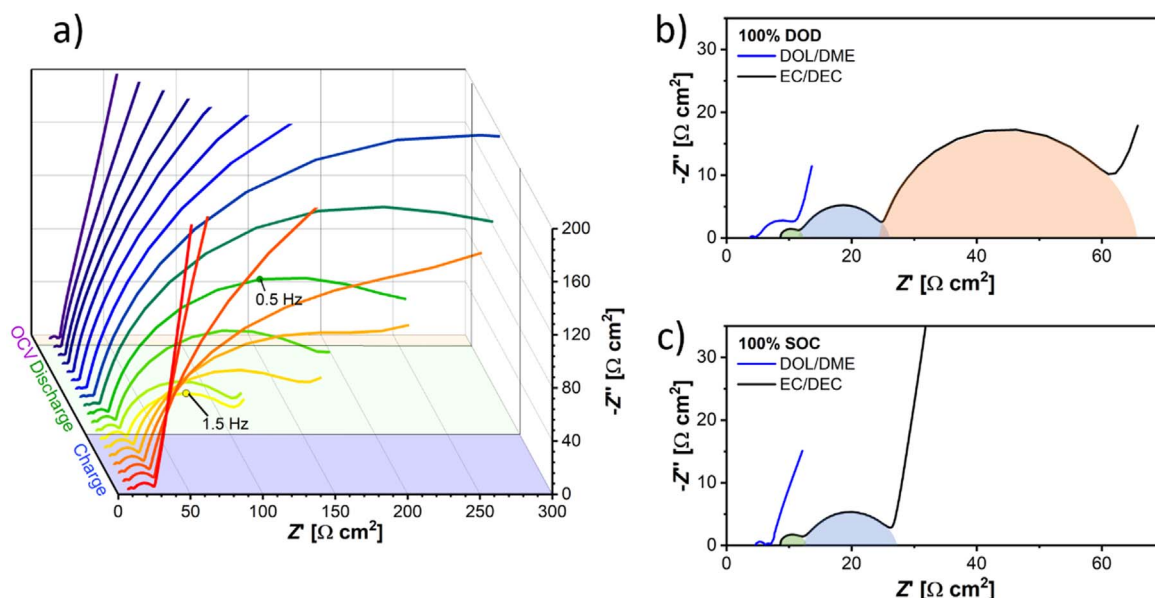 a)
0.5 Hz
1.5 Hz
OCV
Discharge
Charge
0 50 100 150 200 250 300
Z' [Ω cm²]
0
40
80
120
160
200
-Z'' [Ω cm²]
b)
100% DOD
DOL/DME
EC/DEC
30
20
10
0
-Z'' [Ω cm²]
0 20 40 60
Z' [Ω cm²]
c)
100% SOC
DOL/DME
EC/DEC
30
20
10
0
-Z'' [Ω cm²]
0 20 40 60
Z' [Ω cm²]